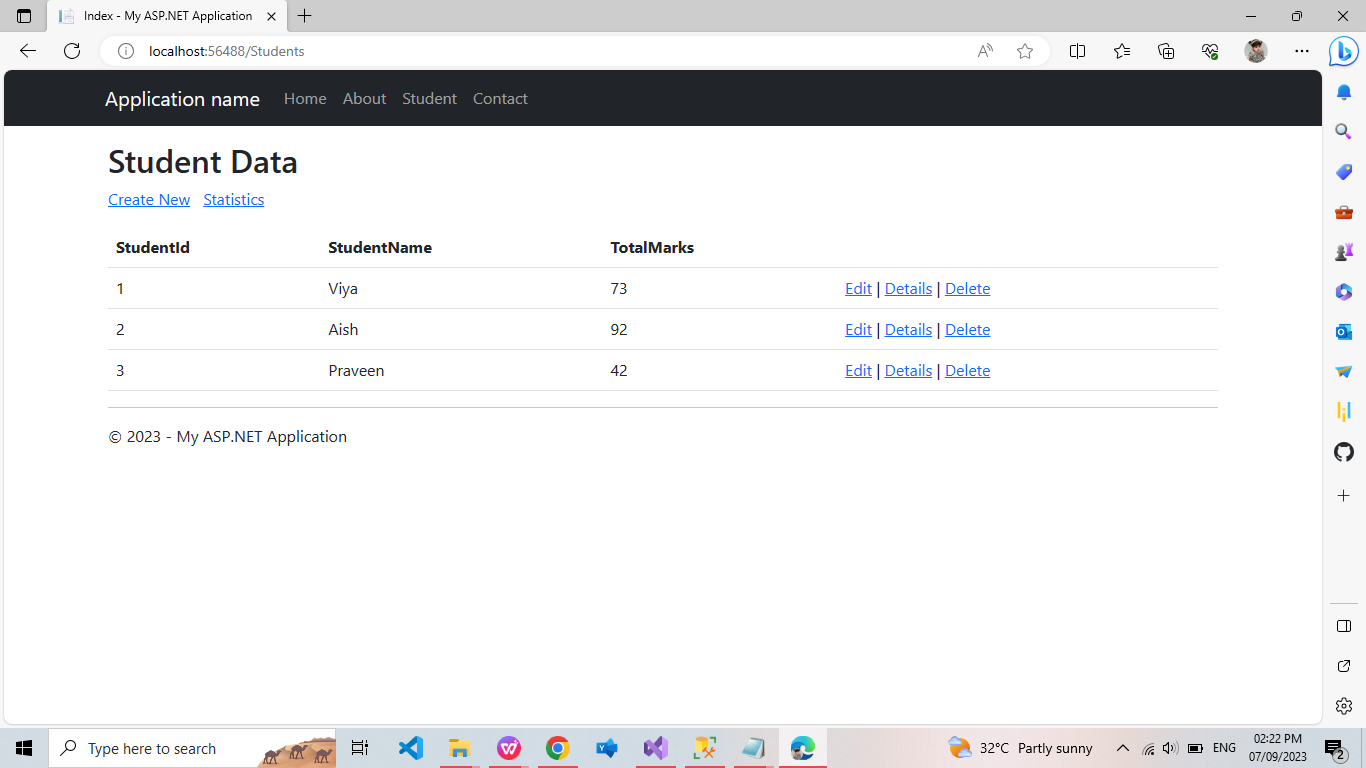 Index - My ASP.NET Application
localhost:56488/Students
Application name Home About Student Contact
Student Data
Create New Statistics
StudentId StudentName TotalMarks
1 Viya 73 Edit | Details | Delete
2 Aish 92 Edit | Details | Delete
3 Praveen 42 Edit | Details | Delete
© 2023 - My ASP.NET Application
Type here to search
32°C Partly sunny
ENG
02:22 PM
07/09/2023
2